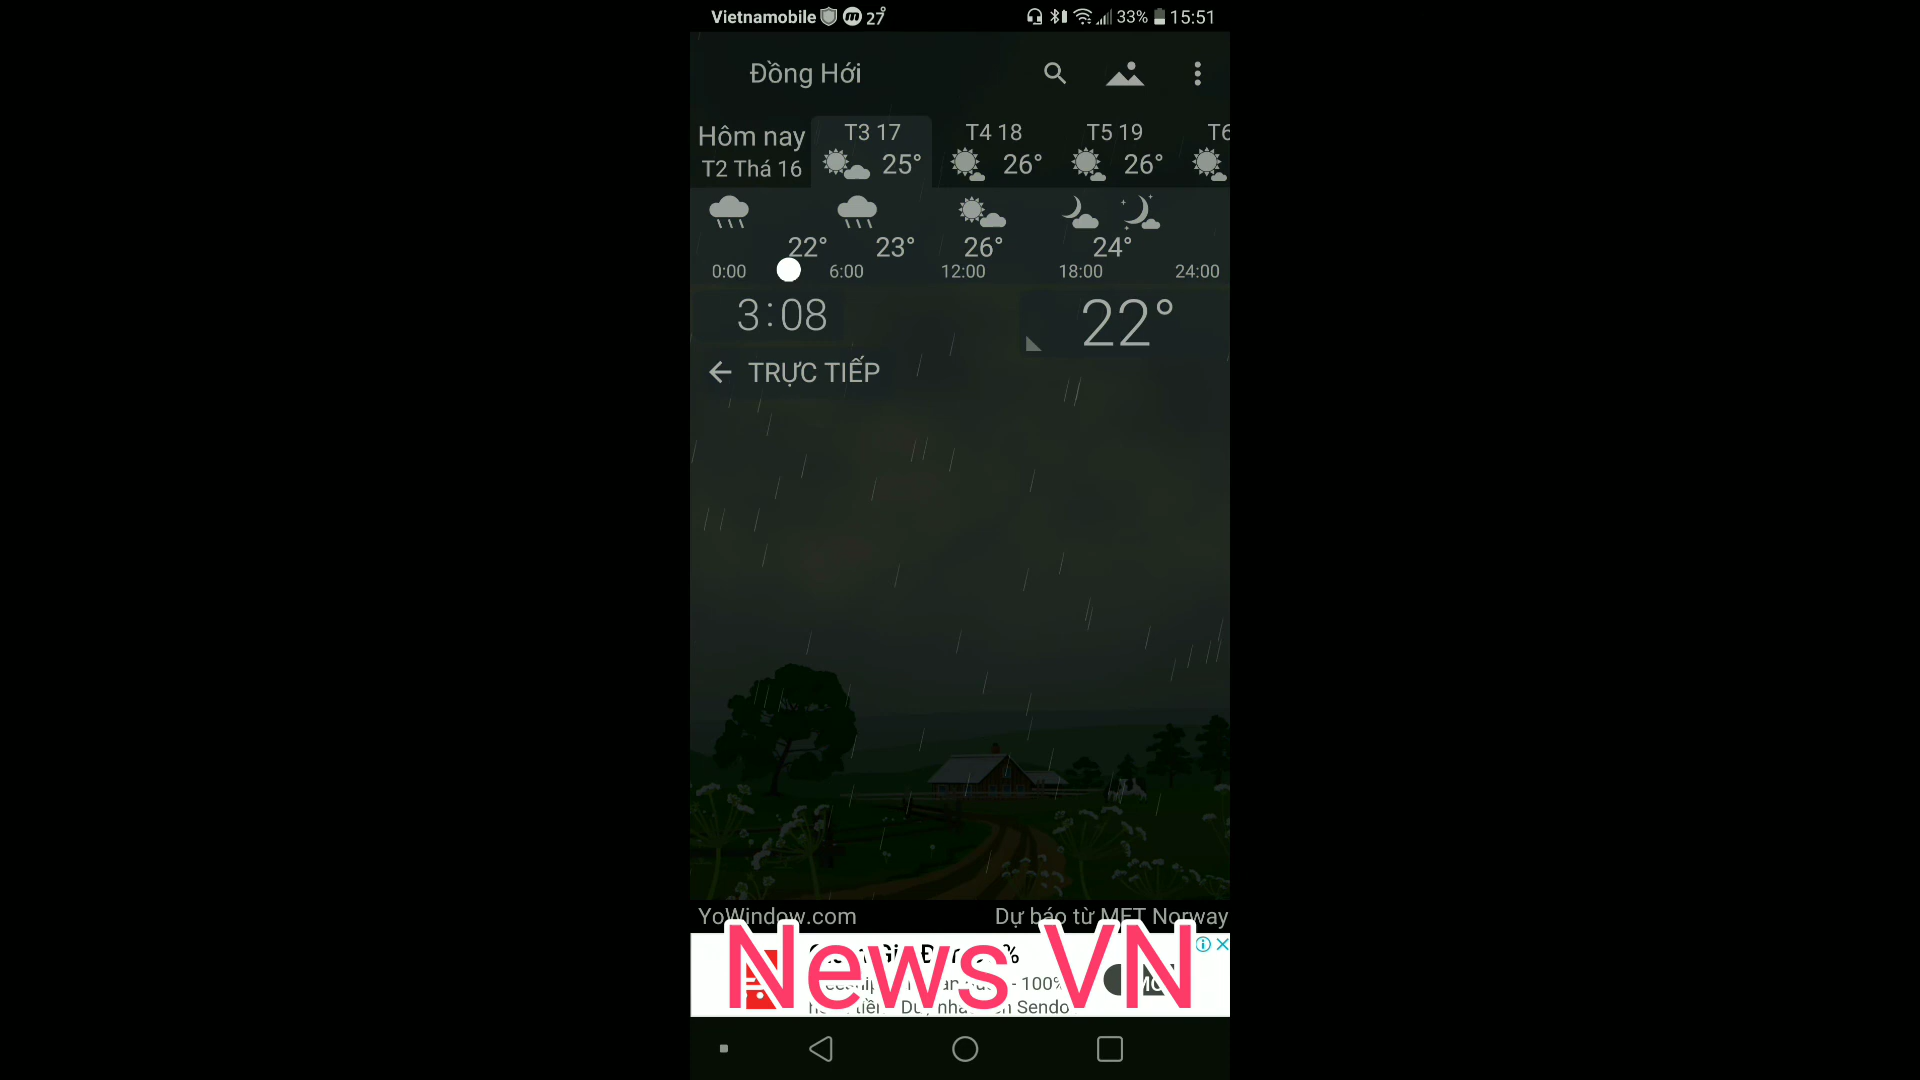 Vietnamobile 27° 33% 15:51
Đồng Hới
Hôm nay
T2 Thá 16
T3 17
25°
T4 18
26°
T5 19
26°
T6
22° 23° 26° 24°
0:00 6:00 12:00 18:00 24:00
3:08
22°
TRỰC TIẾP
YoWindow.com
Dự báo từ MET Norway
News VN
- 100%
Sendo